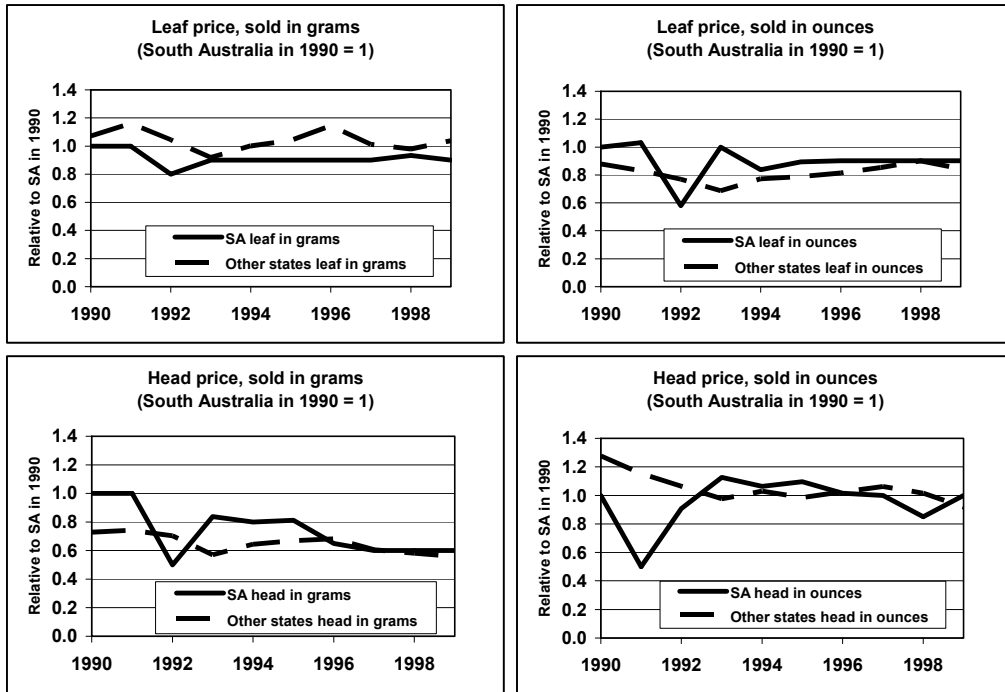 Leaf price, sold in grams
(South Australia in 1990 = 1)
Relative to SA in 1990
1.4
1.2
1.0
0.8
0.6
0.4
0.2
0.0
SA leaf in grams
Other states leaf in grams
1990 1992 1994 1996 1998
Leaf price, sold in ounces
(South Australia in 1990 = 1)
Relative to SA in 1990
1.4
1.2
1.0
0.8
0.6
0.4
0.2
0.0
SA leaf in ounces
Other states leaf in ounces
1990 1992 1994 1996 1998
Head price, sold in grams
(South Australia in 1990 = 1)
Relative to SA in 1990
1.4
1.2
1.0
0.8
0.6
0.4
0.2
0.0
SA head in grams
Other states head in grams
1990 1992 1994 1996 1998
Head price, sold in ounces
(South Australia in 1990 = 1)
Relative to SA in 1990
1.4
1.2
1.0
0.8
0.6
0.4
0.2
0.0
SA head in ounces
Other states head in ounces
1990 1992 1994 1996 1998